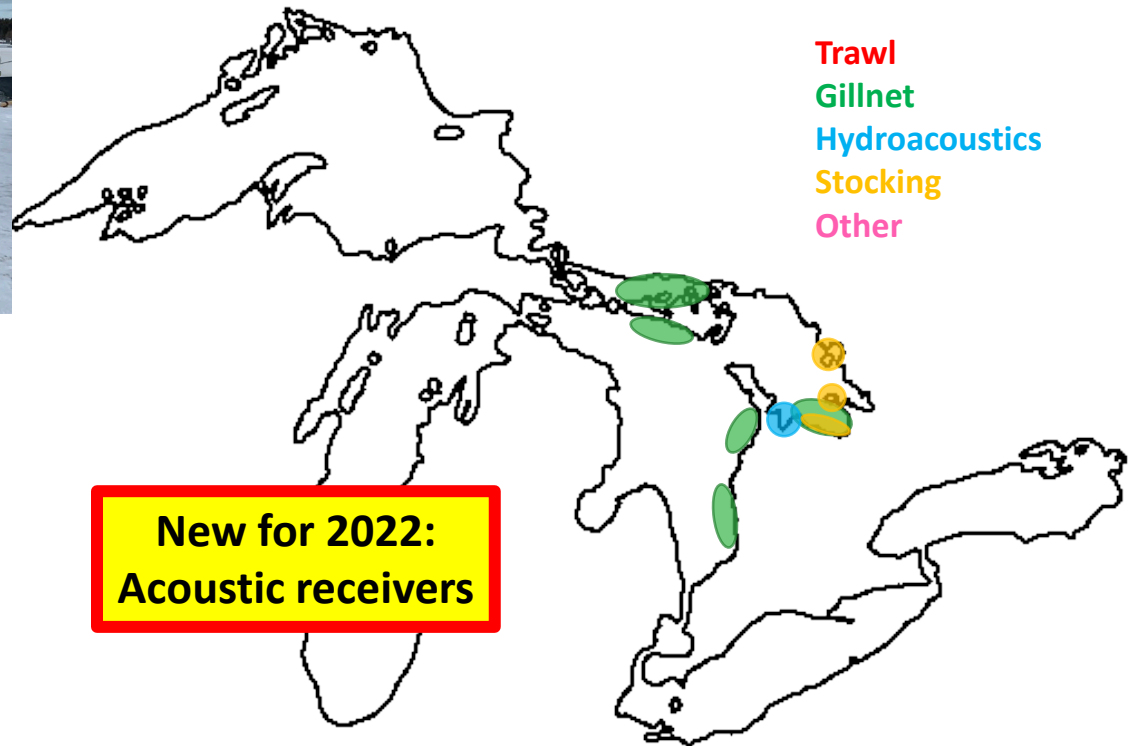 Trawl
Gillnet
Hydroacoustics
Stocking
Other
New for 2022:
Acoustic receivers